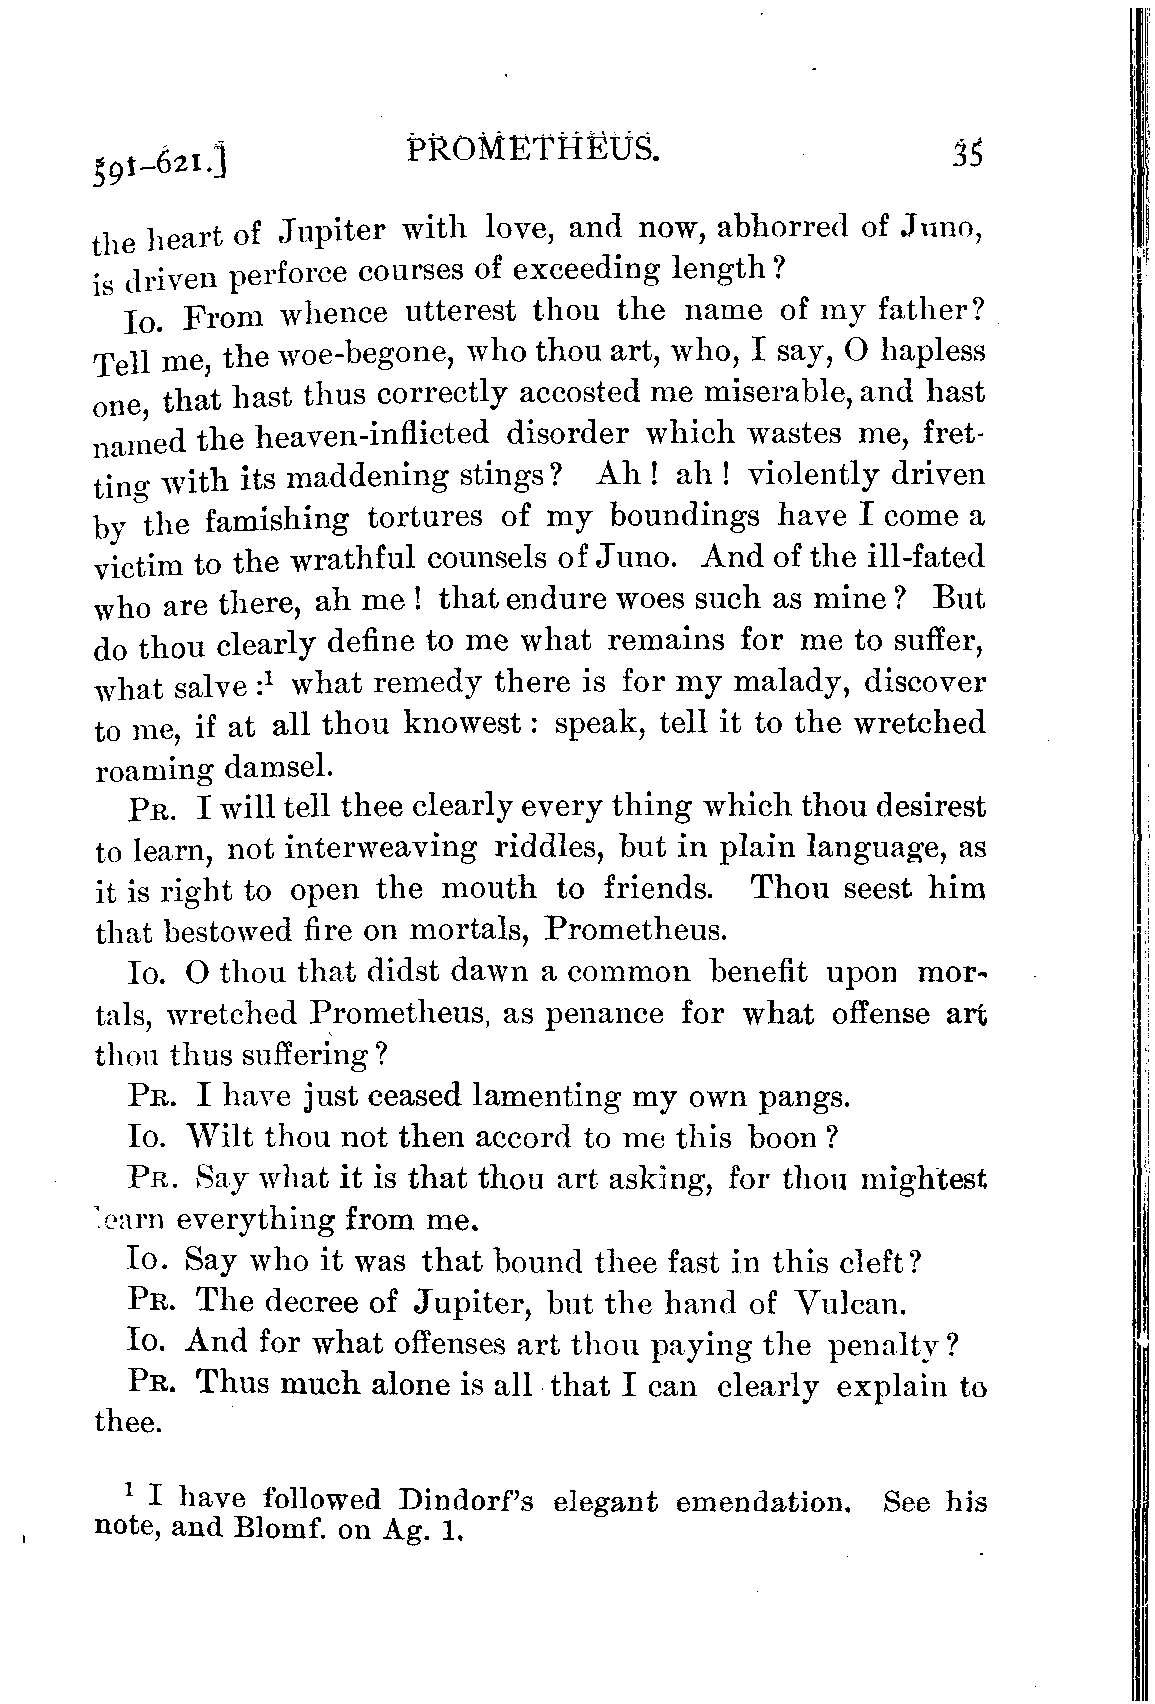 591–621.] PROMETHEUS. 35
the heart of Jupiter with love, and now, abhorred of Juno,
is driven perforce courses of exceeding length?
Io. From whence utterest thou the name of my father?
Tell me, the woe-begone, who thou art, who, I say, O hapless
one, that hast thus correctly accosted me miserable, and hast
named the heaven-inflicted disorder which wastes me, fret-
ting with its maddening stings? Ah! ah! violently driven
by the famishing tortures of my boundings have I come a
victim to the wrathful counsels of Juno. And of the ill-fated
who are there, ah me! that endure woes such as mine? But
do thou clearly define to me what remains for me to suffer,
what salve:¹ what remedy there is for my malady, discover
to me, if at all thou knowest: speak, tell it to the wretched
roaming damsel.
Pr. I will tell thee clearly every thing which thou desirest
to learn, not interweaving riddles, but in plain language, as
it is right to open the mouth to friends. Thou seest him
that bestowed fire on mortals, Prometheus.
Io. O thou that didst dawn a common benefit upon mor-
tals, wretched Prometheus, as penance for what offense art
thou thus suffering?
Pr. I have just ceased lamenting my own pangs.
Io. Wilt thou not then accord to me this boon?
Pr. Say what it is that thou art asking, for thou mightest
learn everything from me.
Io. Say who it was that bound thee fast in this cleft?
Pr. The decree of Jupiter, but the hand of Vulcan.
Io. And for what offenses art thou paying the penalty?
Pr. Thus much alone is all that I can clearly explain to
thee.
¹ I have followed Dindorf's elegant emendation. See his
note, and Blomf. on Ag. 1.